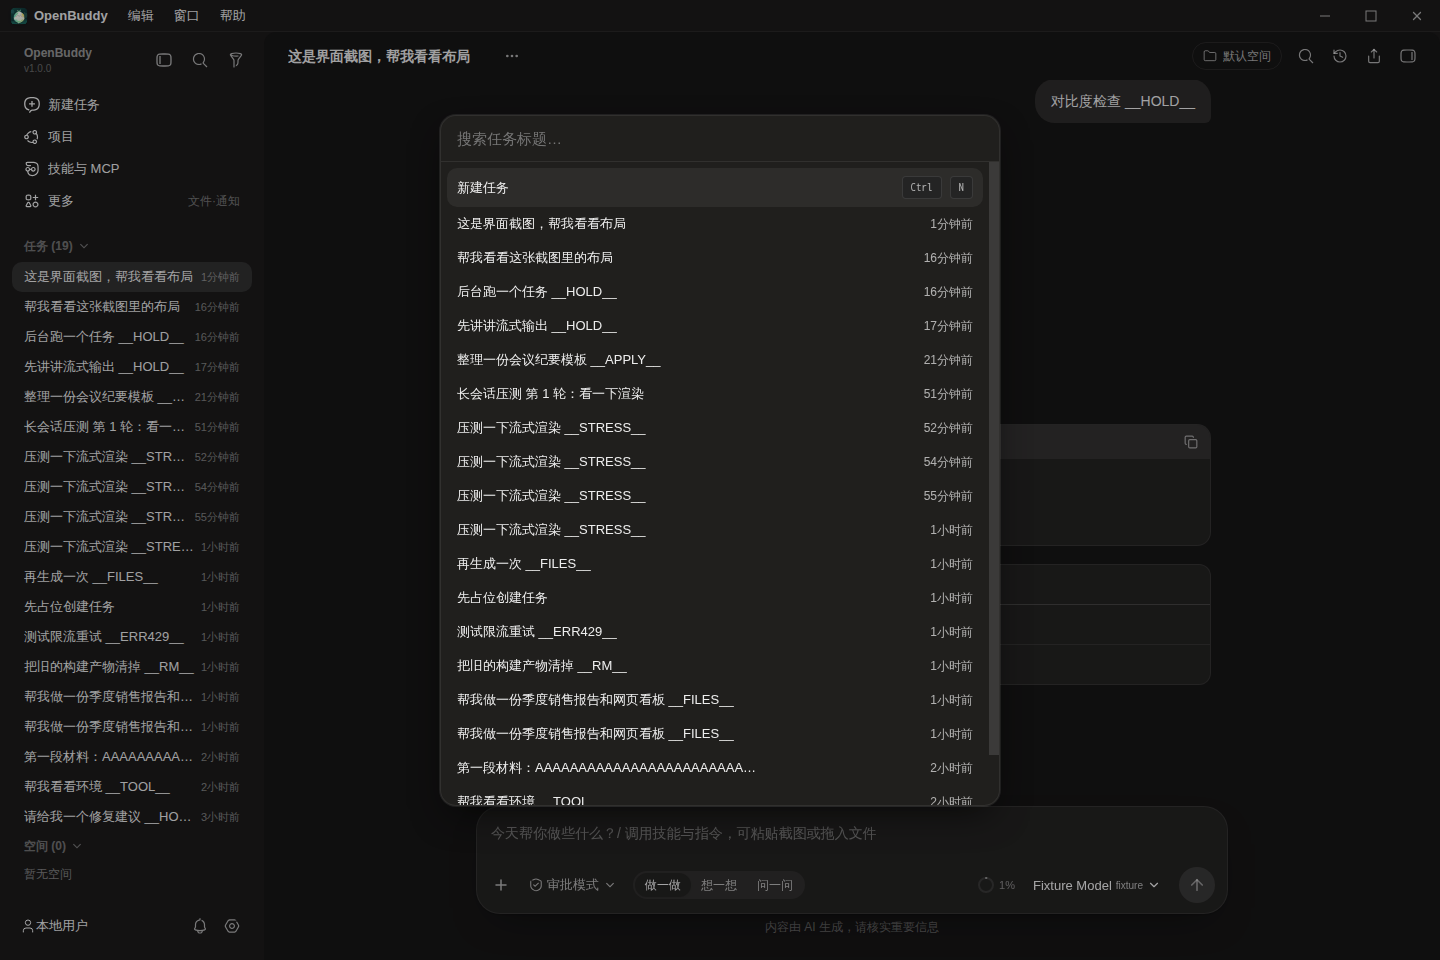 OpenBuddy 编辑 窗口 帮助
OpenBuddy
v1.0.0
新建任务
项目
技能与 MCP
更多 文件·通知
任务 (19)
这是界面截图，帮我看看布局 1分钟前
帮我看看这张截图里的布局 16分钟前
后台跑一个任务 __HOLD__ 16分钟前
先讲讲流式输出 __HOLD__ 17分钟前
整理一份会议纪要模板 __… 21分钟前
长会话压测 第 1 轮：看一… 51分钟前
压测一下流式渲染 __STR… 52分钟前
压测一下流式渲染 __STR… 54分钟前
压测一下流式渲染 __STR… 55分钟前
压测一下流式渲染 __STRE… 1小时前
再生成一次 __FILES__ 1小时前
先占位创建任务 1小时前
测试限流重试 __ERR429__ 1小时前
把旧的构建产物清掉 __RM__ 1小时前
帮我做一份季度销售报告和… 1小时前
帮我做一份季度销售报告和… 1小时前
第一段材料：AAAAAAAAA… 2小时前
帮我看看环境 __TOOL__ 2小时前
请给我一个修复建议 __HO… 3小时前
空间 (0)
暂无空间
本地用户
这是界面截图，帮我看看布局 ···
默认空间
对比度检查 __HOLD__
搜索任务标题…
新建任务 Ctrl N
这是界面截图，帮我看看布局 1分钟前
帮我看看这张截图里的布局 16分钟前
后台跑一个任务 __HOLD__ 16分钟前
先讲讲流式输出 __HOLD__ 17分钟前
整理一份会议纪要模板 __APPLY__ 21分钟前
长会话压测 第 1 轮：看一下渲染 51分钟前
压测一下流式渲染 __STRESS__ 52分钟前
压测一下流式渲染 __STRESS__ 54分钟前
压测一下流式渲染 __STRESS__ 55分钟前
压测一下流式渲染 __STRESS__ 1小时前
再生成一次 __FILES__ 1小时前
先占位创建任务 1小时前
测试限流重试 __ERR429__ 1小时前
把旧的构建产物清掉 __RM__ 1小时前
帮我做一份季度销售报告和网页看板 __FILES__ 1小时前
帮我做一份季度销售报告和网页看板 __FILES__ 1小时前
第一段材料：AAAAAAAAAAAAAAAAAAAAAAAA… 2小时前
帮我看看环境 __TOOL__ 2小时前
今天帮你做些什么？/ 调用技能与指令，可粘贴截图或拖入文件
审批模式 做一做 想一想 问一问 1% Fixture Model fixture
内容由 AI 生成，请核实重要信息